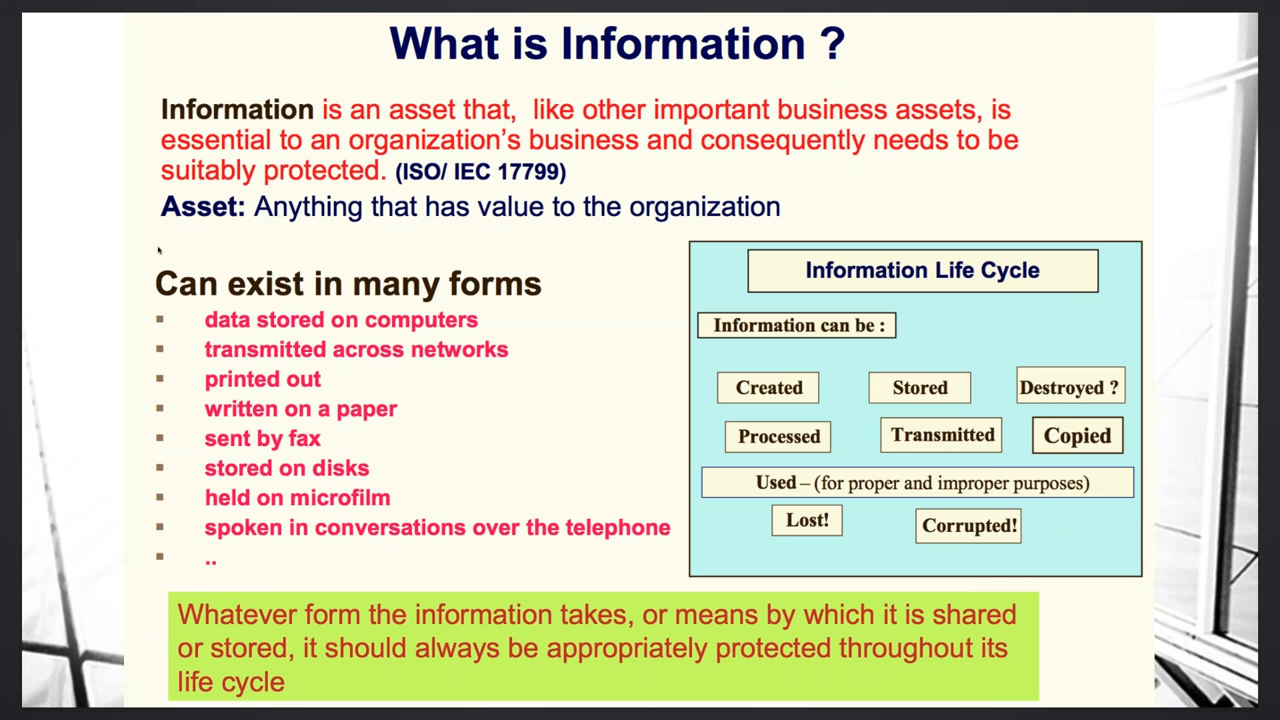 What is Information ?
Information is an asset that, like other important business assets, is
essential to an organization's business and consequently needs to be
suitably protected. (ISO/ IEC 17799)
Asset: Anything that has value to the organization
Can exist in many forms
▪ data stored on computers
▪ transmitted across networks
▪ printed out
▪ written on a paper
▪ sent by fax
▪ stored on disks
▪ held on microfilm
▪ spoken in conversations over the telephone
▪ ..
Information Life Cycle
Information can be :
Created Stored Destroyed ?
Processed Transmitted Copied
Used – (for proper and improper purposes)
Lost! Corrupted!
Whatever form the information takes, or means by which it is shared
or stored, it should always be appropriately protected throughout its
life cycle